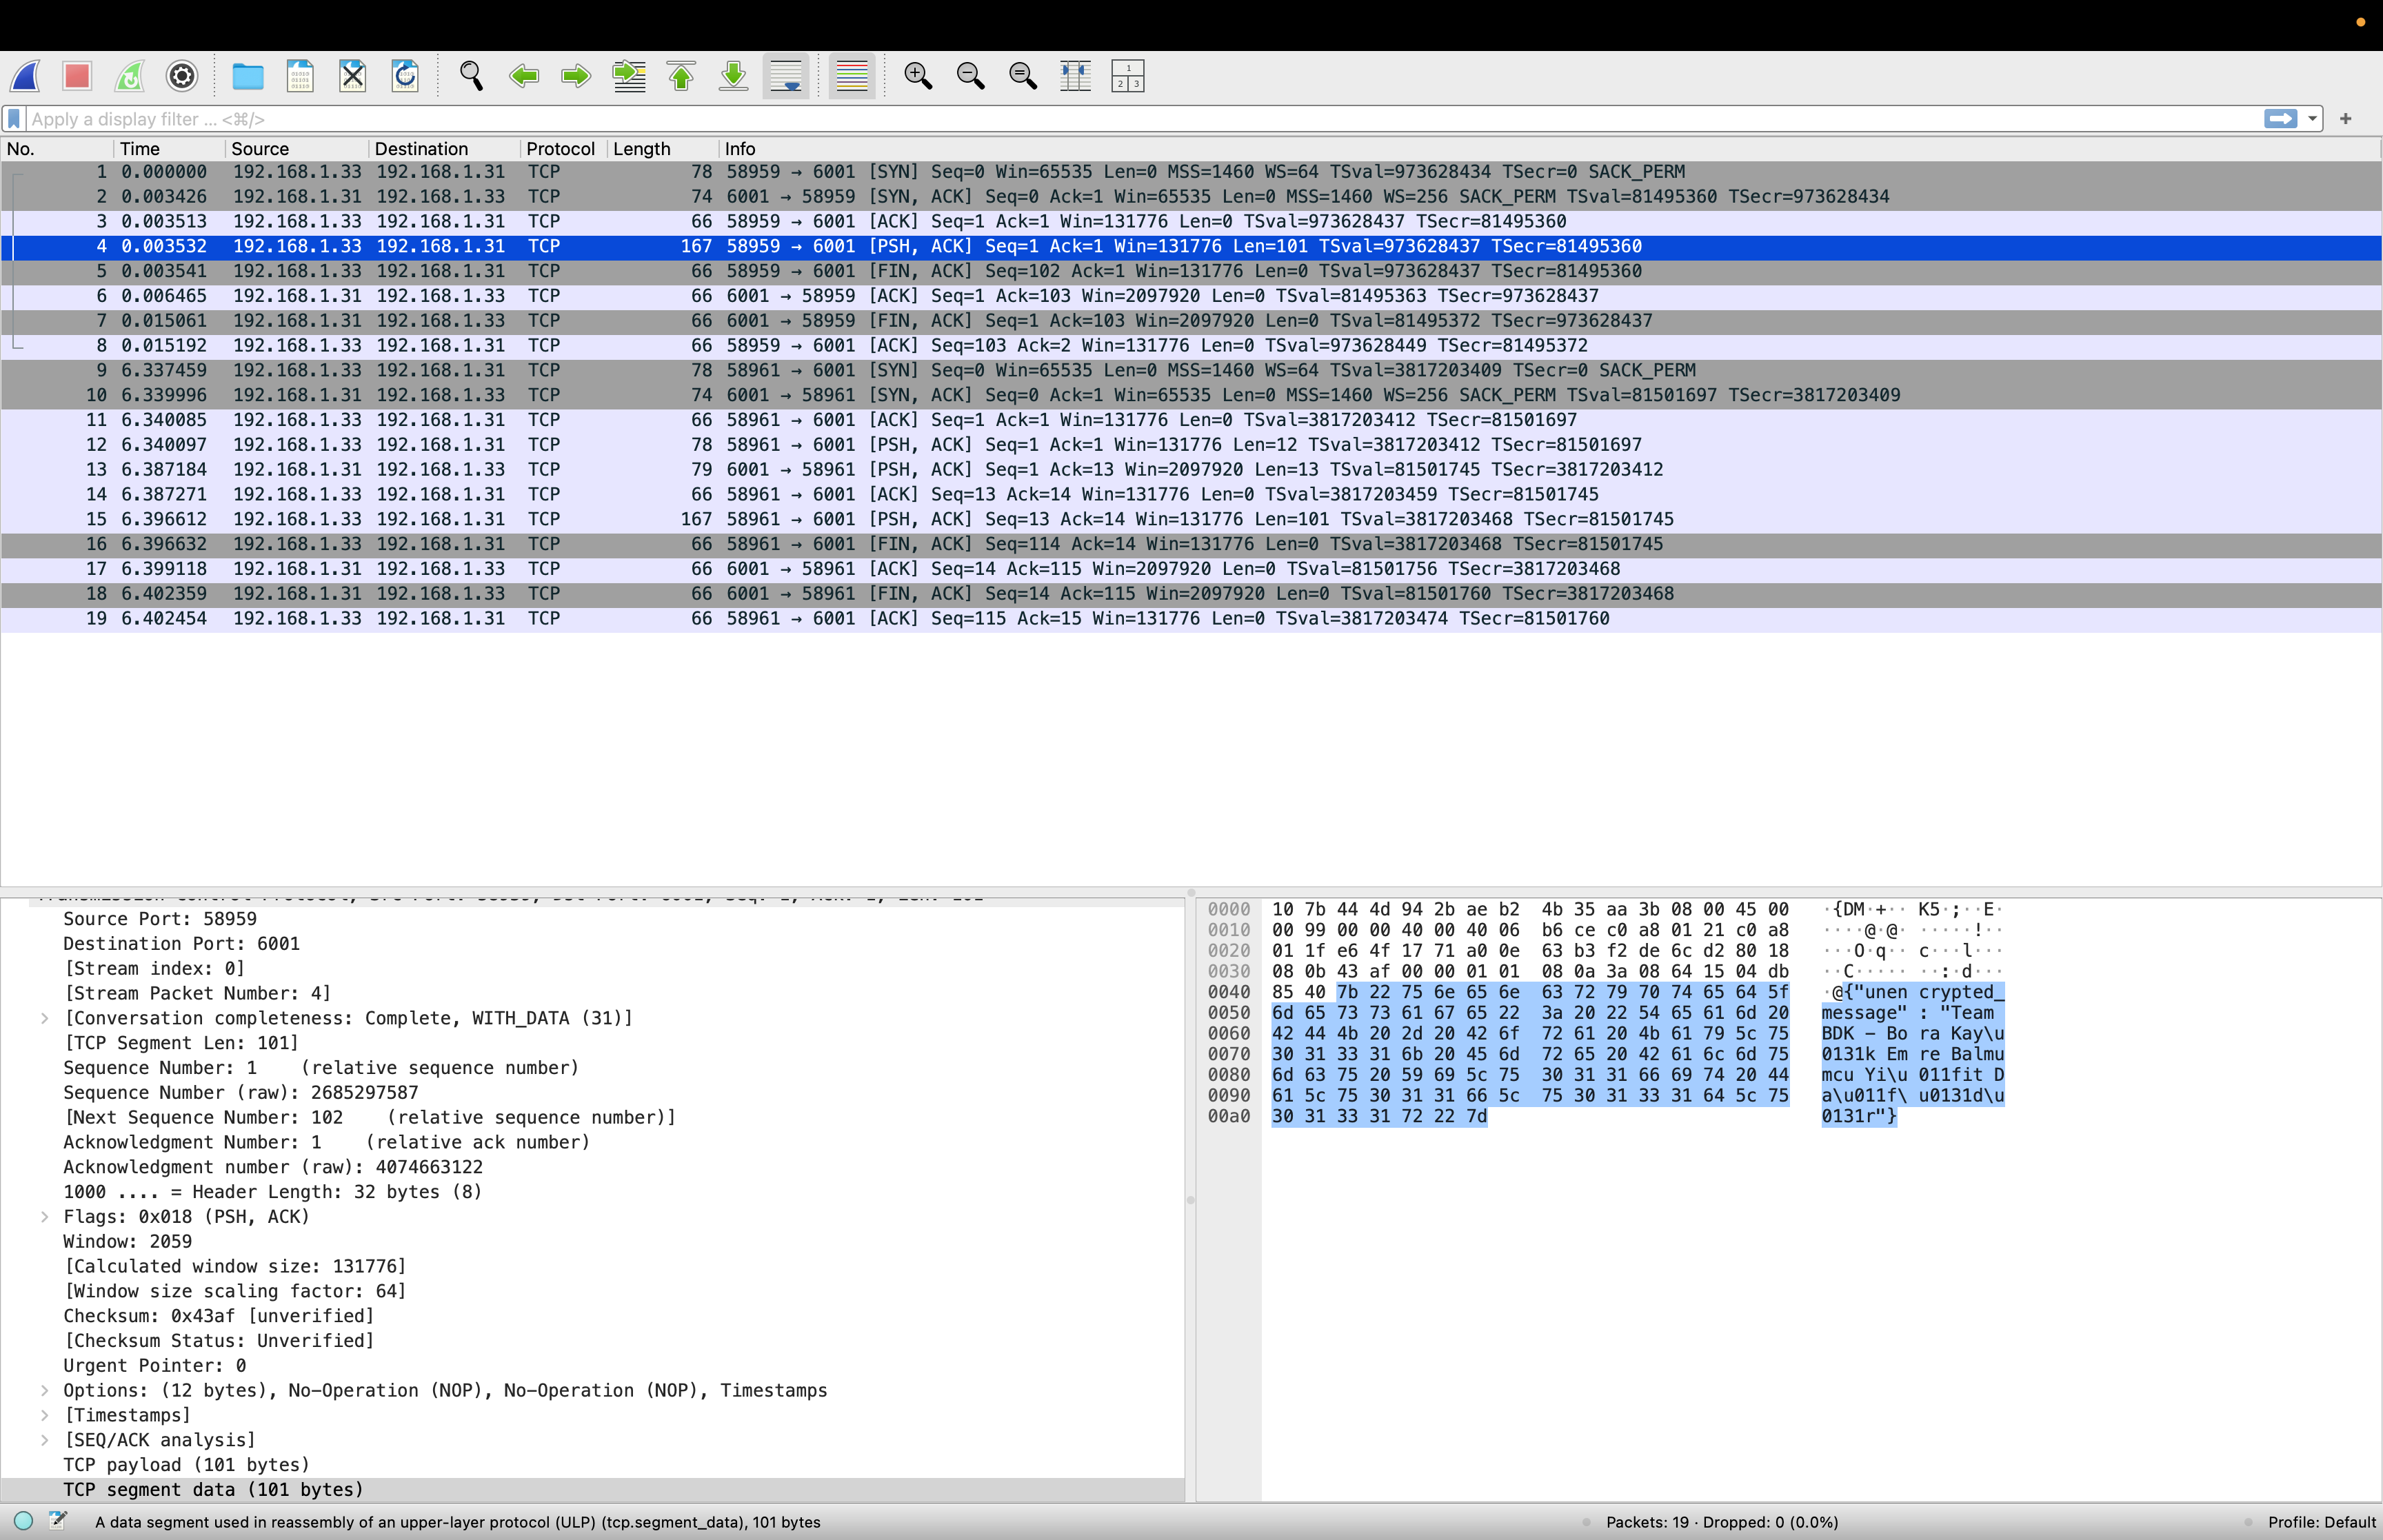 Apply a display filter ... <⌘/>
No. Time Source Destination Protocol Length Info
1 0.000000 192.168.1.33 192.168.1.31 TCP 78 58959 → 6001 [SYN] Seq=0 Win=65535 Len=0 MSS=1460 WS=64 TSval=973628434 TSecr=0 SACK_PERM
2 0.003426 192.168.1.31 192.168.1.33 TCP 74 6001 → 58959 [SYN, ACK] Seq=0 Ack=1 Win=65535 Len=0 MSS=1460 WS=256 SACK_PERM TSval=81495360 TSecr=973628434
3 0.003513 192.168.1.33 192.168.1.31 TCP 66 58959 → 6001 [ACK] Seq=1 Ack=1 Win=131776 Len=0 TSval=973628437 TSecr=81495360
4 0.003532 192.168.1.33 192.168.1.31 TCP 167 58959 → 6001 [PSH, ACK] Seq=1 Ack=1 Win=131776 Len=101 TSval=973628437 TSecr=81495360
5 0.003541 192.168.1.33 192.168.1.31 TCP 66 58959 → 6001 [FIN, ACK] Seq=102 Ack=1 Win=131776 Len=0 TSval=973628437 TSecr=81495360
6 0.006465 192.168.1.31 192.168.1.33 TCP 66 6001 → 58959 [ACK] Seq=1 Ack=103 Win=2097920 Len=0 TSval=81495363 TSecr=973628437
7 0.015061 192.168.1.31 192.168.1.33 TCP 66 6001 → 58959 [FIN, ACK] Seq=1 Ack=103 Win=2097920 Len=0 TSval=81495372 TSecr=973628437
8 0.015192 192.168.1.33 192.168.1.31 TCP 66 58959 → 6001 [ACK] Seq=103 Ack=2 Win=131776 Len=0 TSval=973628449 TSecr=81495372
9 6.337459 192.168.1.33 192.168.1.31 TCP 78 58961 → 6001 [SYN] Seq=0 Win=65535 Len=0 MSS=1460 WS=64 TSval=3817203409 TSecr=0 SACK_PERM
10 6.339996 192.168.1.31 192.168.1.33 TCP 74 6001 → 58961 [SYN, ACK] Seq=0 Ack=1 Win=65535 Len=0 MSS=1460 WS=256 SACK_PERM TSval=81501697 TSecr=3817203409
11 6.340085 192.168.1.33 192.168.1.31 TCP 66 58961 → 6001 [ACK] Seq=1 Ack=1 Win=131776 Len=0 TSval=3817203412 TSecr=81501697
12 6.340097 192.168.1.33 192.168.1.31 TCP 78 58961 → 6001 [PSH, ACK] Seq=1 Ack=1 Win=131776 Len=12 TSval=3817203412 TSecr=81501697
13 6.387184 192.168.1.31 192.168.1.33 TCP 79 6001 → 58961 [PSH, ACK] Seq=1 Ack=13 Win=2097920 Len=13 TSval=81501745 TSecr=3817203412
14 6.387271 192.168.1.33 192.168.1.31 TCP 66 58961 → 6001 [ACK] Seq=13 Ack=14 Win=131776 Len=0 TSval=3817203459 TSecr=81501745
15 6.396612 192.168.1.33 192.168.1.31 TCP 167 58961 → 6001 [PSH, ACK] Seq=13 Ack=14 Win=131776 Len=101 TSval=3817203468 TSecr=81501745
16 6.396632 192.168.1.33 192.168.1.31 TCP 66 58961 → 6001 [FIN, ACK] Seq=114 Ack=14 Win=131776 Len=0 TSval=3817203468 TSecr=81501745
17 6.399118 192.168.1.31 192.168.1.33 TCP 66 6001 → 58961 [ACK] Seq=14 Ack=115 Win=2097920 Len=0 TSval=81501756 TSecr=3817203468
18 6.402359 192.168.1.31 192.168.1.33 TCP 66 6001 → 58961 [FIN, ACK] Seq=14 Ack=115 Win=2097920 Len=0 TSval=81501760 TSecr=3817203468
19 6.402454 192.168.1.33 192.168.1.31 TCP 66 58961 → 6001 [ACK] Seq=115 Ack=15 Win=131776 Len=0 TSval=3817203474 TSecr=81501760
Source Port: 58959
Destination Port: 6001
[Stream index: 0]
[Stream Packet Number: 4]
[Conversation completeness: Complete, WITH_DATA (31)]
[TCP Segment Len: 101]
Sequence Number: 1 (relative sequence number)
Sequence Number (raw): 2685297587
[Next Sequence Number: 102 (relative sequence number)]
Acknowledgment Number: 1 (relative ack number)
Acknowledgment number (raw): 4074663122
1000 .... = Header Length: 32 bytes (8)
Flags: 0x018 (PSH, ACK)
Window: 2059
[Calculated window size: 131776]
[Window size scaling factor: 64]
Checksum: 0x43af [unverified]
[Checksum Status: Unverified]
Urgent Pointer: 0
Options: (12 bytes), No-Operation (NOP), No-Operation (NOP), Timestamps
[Timestamps]
[SEQ/ACK analysis]
TCP payload (101 bytes)
TCP segment data (101 bytes)
0000 10 7b 44 4d 94 2b ae b2 4b 35 aa 3b 08 00 45 00 ·{DM·+·· K5·;··E·
0010 00 99 00 00 40 00 40 06 b6 ce c0 a8 01 21 c0 a8 ····@·@· ·····!··
0020 01 1f e6 4f 17 71 a0 0e 63 b3 f2 de 6c d2 80 18 ···O·q·· c···l···
0030 08 0b 43 af 00 00 01 01 08 0a 3a 08 64 15 04 db ··C····· ··:·d···
0040 85 40 7b 22 75 6e 65 6e 63 72 79 70 74 65 64 5f ·@{"unen crypted_
0050 6d 65 73 73 61 67 65 22 3a 20 22 54 65 61 6d 20 message" : "Team
0060 42 44 4b 20 2d 20 42 6f 72 61 20 4b 61 79 5c 75 BDK - Bo ra Kay\u
0070 30 31 33 31 6b 20 45 6d 72 65 20 42 61 6c 6d 75 0131k Em re Balmu
0080 6d 63 75 20 59 69 5c 75 30 31 31 66 69 74 20 44 mcu Yi\u 011fit D
0090 61 5c 75 30 31 31 66 5c 75 30 31 33 31 64 5c 75 a\u011f\ u0131d\u
00a0 30 31 33 31 72 22 7d 0131r"}
A data segment used in reassembly of an upper-layer protocol (ULP) (tcp.segment_data), 101 bytes
Packets: 19 · Dropped: 0 (0.0%)
Profile: Default